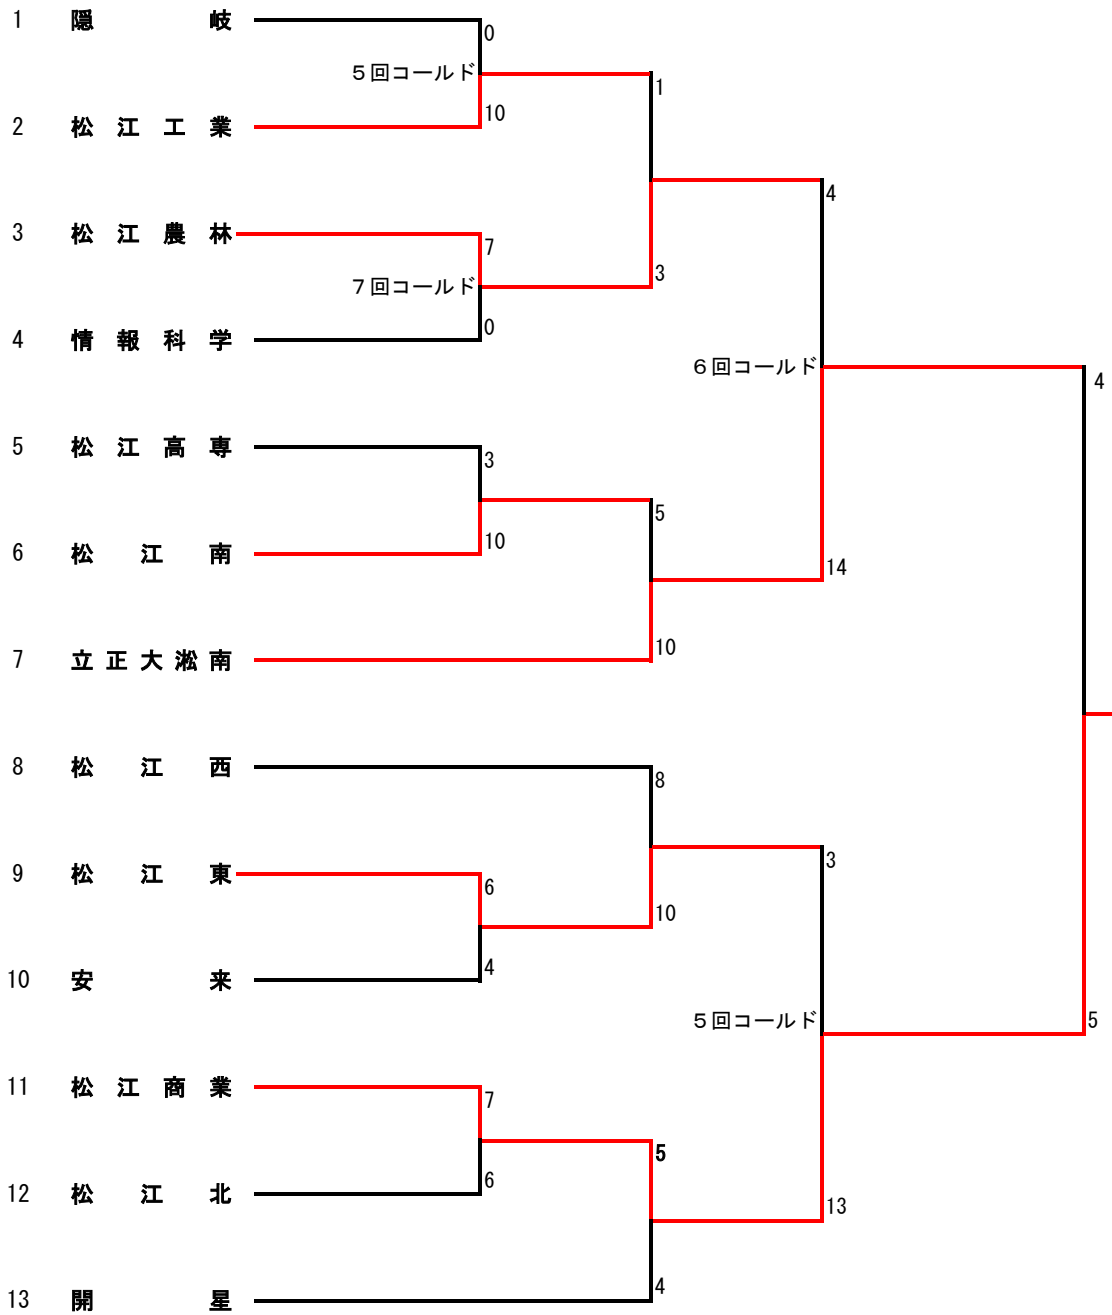 1 隠岐
0
5回コールド
1
10
2 松江工業
4
3 松江農林
7
3
7回コールド
0
4 情報科学
6回コールド
4
5 松江高専
3
5
10
6 松江南
14
10
7 立正大淞南
8 松江西
8
3
9 松江東
6
10
4
10 安来
5回コールド
5
11 松江商業
7
5
6
12 松江北
13
4
13 開星